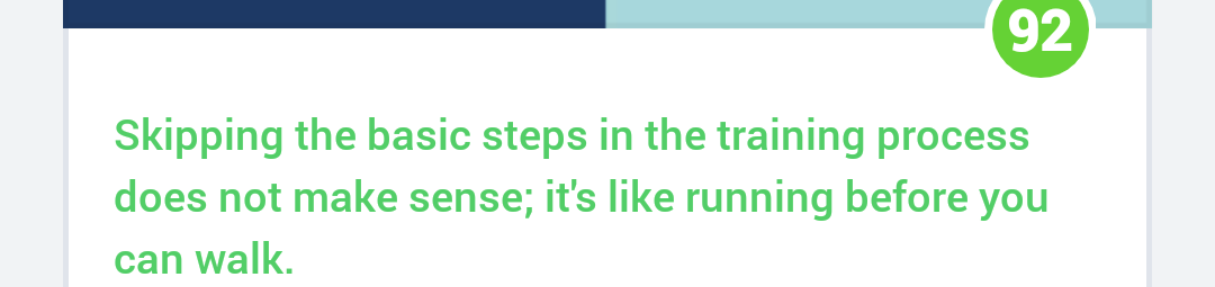 92
Skipping the basic steps in the training process
does not make sense; it's like running before you
can walk.